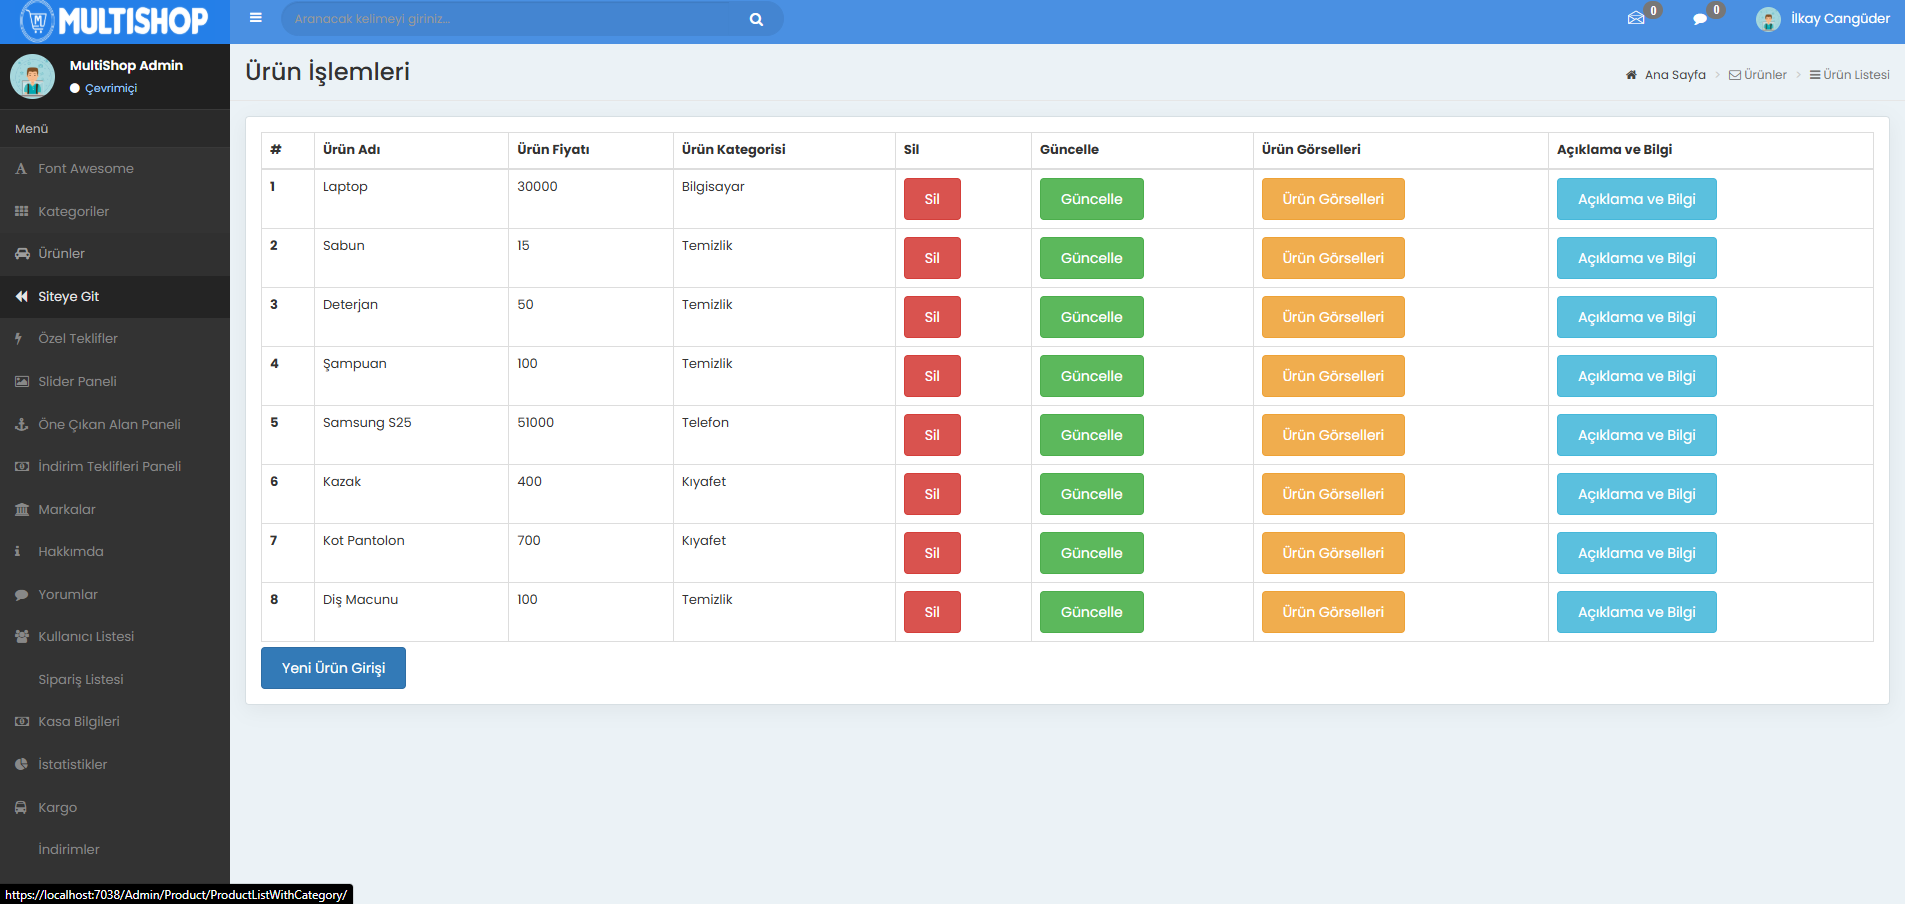 MULTISHOP
Aranacak kelimeyi giriniz...
0
0
İlkay Cangüder
MultiShop Admin
Çevrimiçi
Menü
Font Awesome
Kategoriler
Ürünler
Siteye Git
Özel Teklifler
Slider Paneli
Öne Çıkan Alan Paneli
İndirim Teklifleri Paneli
Markalar
Hakkımda
Yorumlar
Kullanıcı Listesi
Sipariş Listesi
Kasa Bilgileri
İstatistikler
Kargo
İndirimler
Ürün İşlemleri
Ana Sayfa > Ürünler > Ürün Listesi
# Ürün Adı Ürün Fiyatı Ürün Kategorisi Sil Güncelle Ürün Görselleri Açıklama ve Bilgi
1 Laptop 30000 Bilgisayar Sil Güncelle Ürün Görselleri Açıklama ve Bilgi
2 Sabun 15 Temizlik Sil Güncelle Ürün Görselleri Açıklama ve Bilgi
3 Deterjan 50 Temizlik Sil Güncelle Ürün Görselleri Açıklama ve Bilgi
4 Şampuan 100 Temizlik Sil Güncelle Ürün Görselleri Açıklama ve Bilgi
5 Samsung S25 51000 Telefon Sil Güncelle Ürün Görselleri Açıklama ve Bilgi
6 Kazak 400 Kıyafet Sil Güncelle Ürün Görselleri Açıklama ve Bilgi
7 Kot Pantolon 700 Kıyafet Sil Güncelle Ürün Görselleri Açıklama ve Bilgi
8 Diş Macunu 100 Temizlik Sil Güncelle Ürün Görselleri Açıklama ve Bilgi
Yeni Ürün Girişi
https://localhost:7038/Admin/Product/ProductListWithCategory/